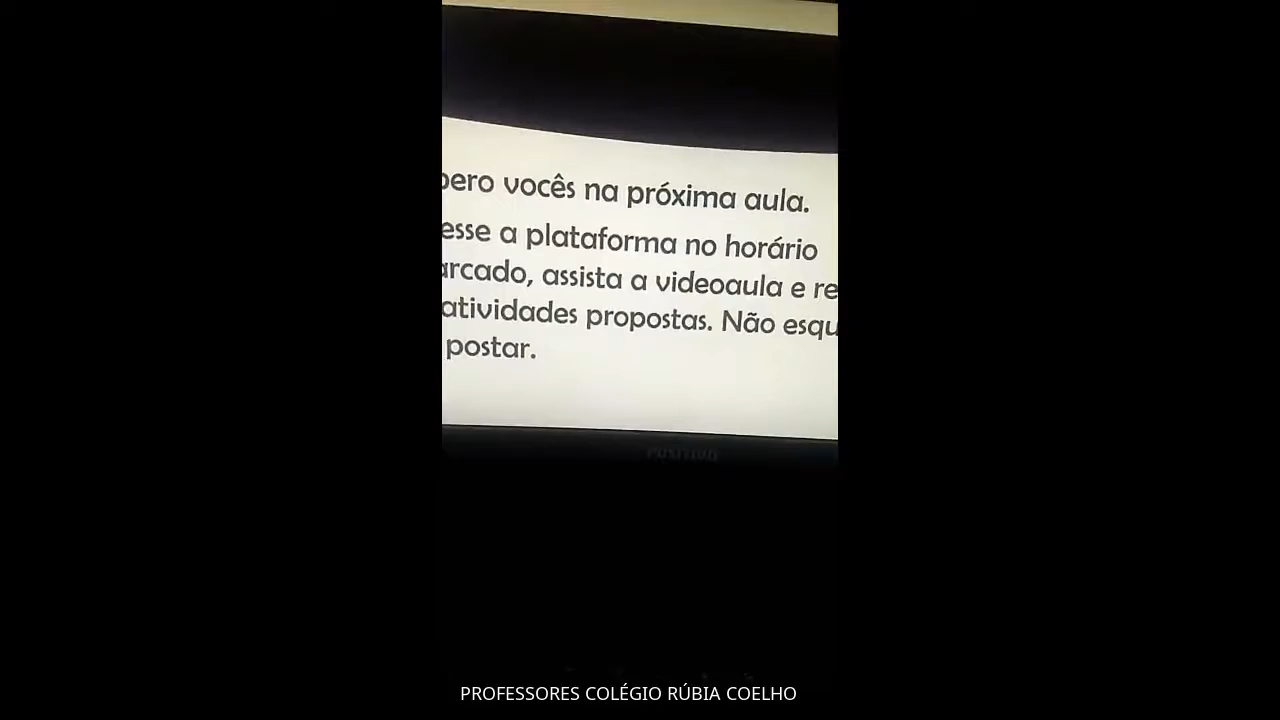 pero vocês na próxima aula.
esse a plataforma no horário
arcado, assista a videoaula e re
atividades propostas. Não esqu
postar.
POSITIVO
PROFESSORES COLÉGIO RÚBIA COELHO